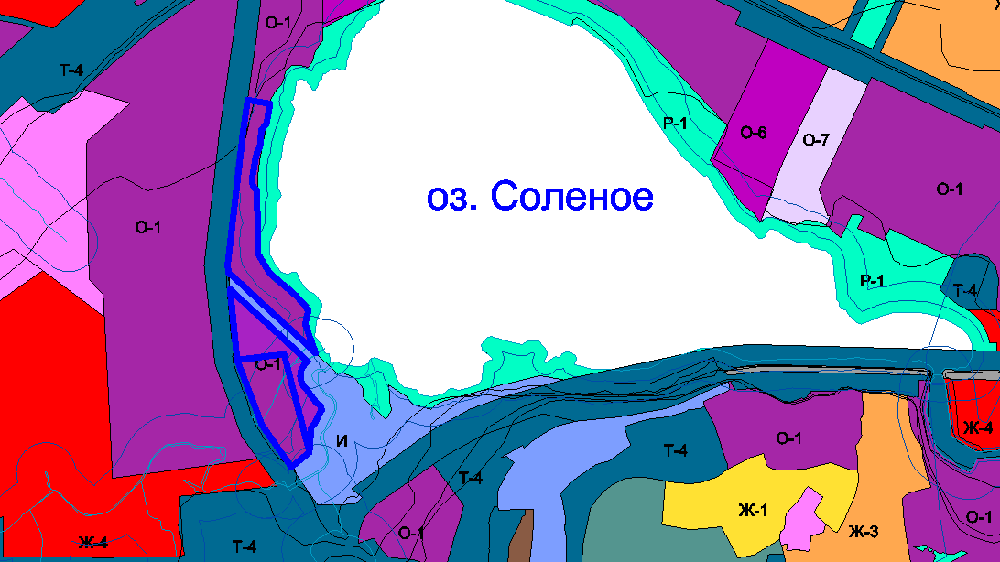 О-1
Т-4
Р-1
О-6
О-7
оз. Соленое
О-1
О-1
Р-1
Т-4
О-1
И
Ж-4
О-1
Т-4
Т-4
Ж-1
О-1
Ж-3
О-1
Ж-4
Т-4